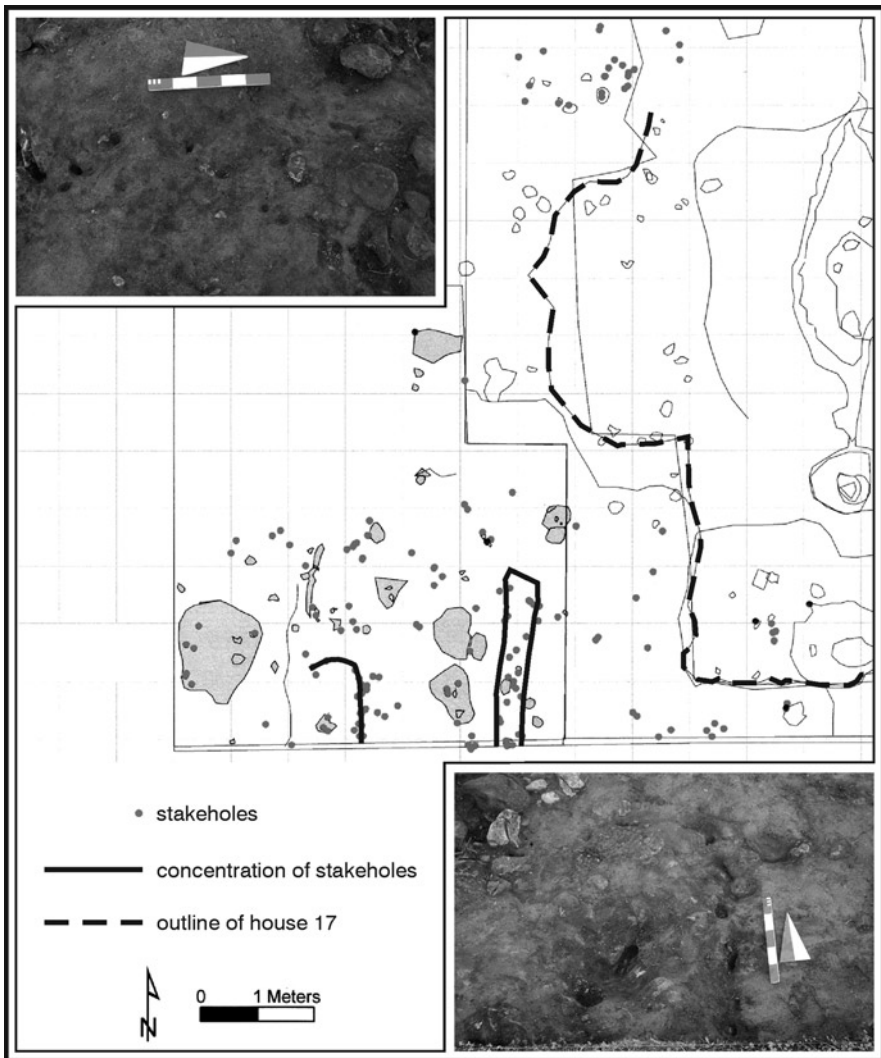 stakeholes
concentration of stakeholes
outline of house 17
N
0 1 Meters